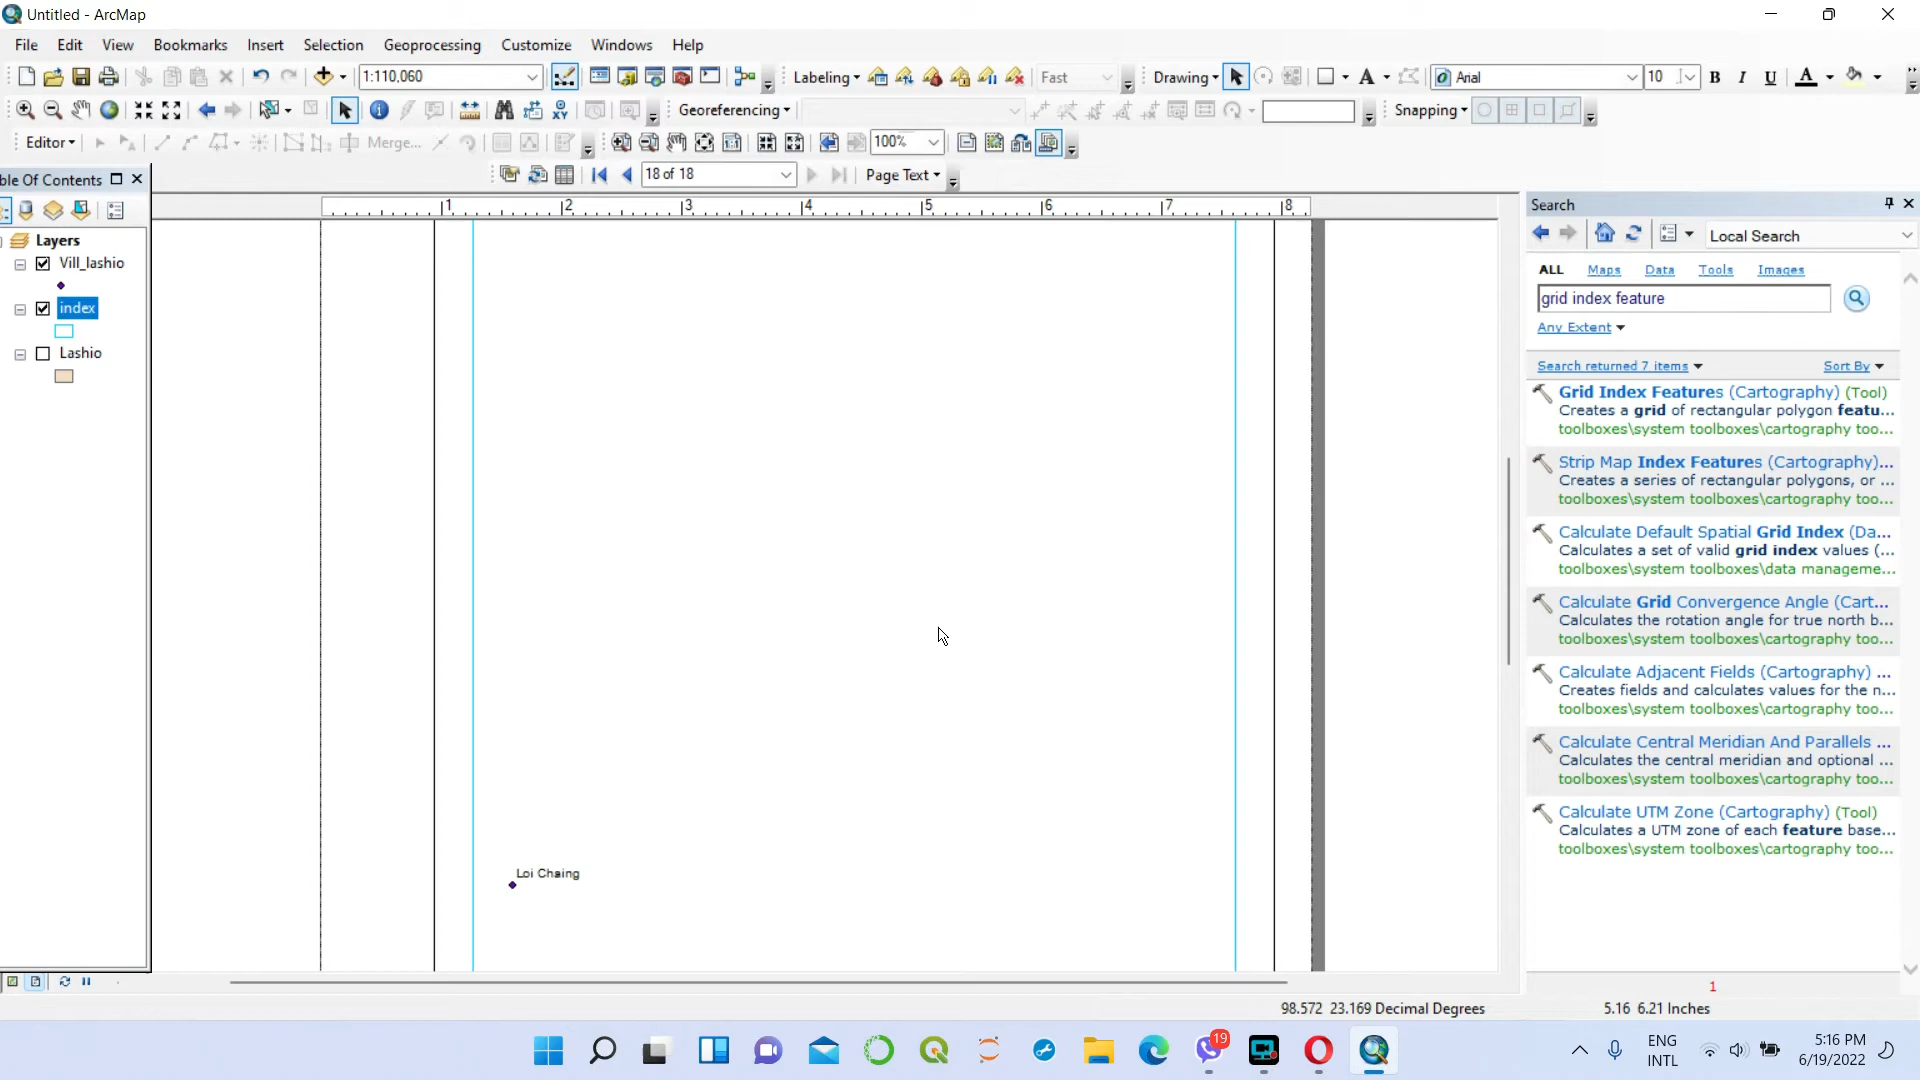 Untitled - ArcMap
File Edit View Bookmarks Insert Selection Geoprocessing Customize Windows Help
1:110,060 Labeling Fast Drawing A Arial 10 B I U A
Georeferencing Snapping
Editor Merge... 100%
18 of 18 Page Text
ble Of Contents
1 2 3 4 5 6 7 8
Layers
Vill_lashio
index
Lashio
Loi Chaing
Search
Local Search
ALL Maps Data Tools Images
grid index feature
Any Extent
Search returned 7 items Sort By
Grid Index Features (Cartography) (Tool)
Creates a grid of rectangular polygon featu...
toolboxes\system toolboxes\cartography too...
Strip Map Index Features (Cartography)...
Creates a series of rectangular polygons, or ...
toolboxes\system toolboxes\cartography too...
Calculate Default Spatial Grid Index (Da...
Calculates a set of valid grid index values (...
toolboxes\system toolboxes\data manageme...
Calculate Grid Convergence Angle (Cart...
Calculates the rotation angle for true north b...
toolboxes\system toolboxes\cartography too...
Calculate Adjacent Fields (Cartography) ...
Creates fields and calculates values for the n...
toolboxes\system toolboxes\cartography too...
Calculate Central Meridian And Parallels ...
Calculates the central meridian and optional ...
toolboxes\system toolboxes\cartography too...
Calculate UTM Zone (Cartography) (Tool)
Calculates a UTM zone of each feature base...
toolboxes\system toolboxes\cartography too...
1
98.572 23.169 Decimal Degrees
5.16 6.21 Inches
19
ENG
INTL
5:16 PM
6/19/2022